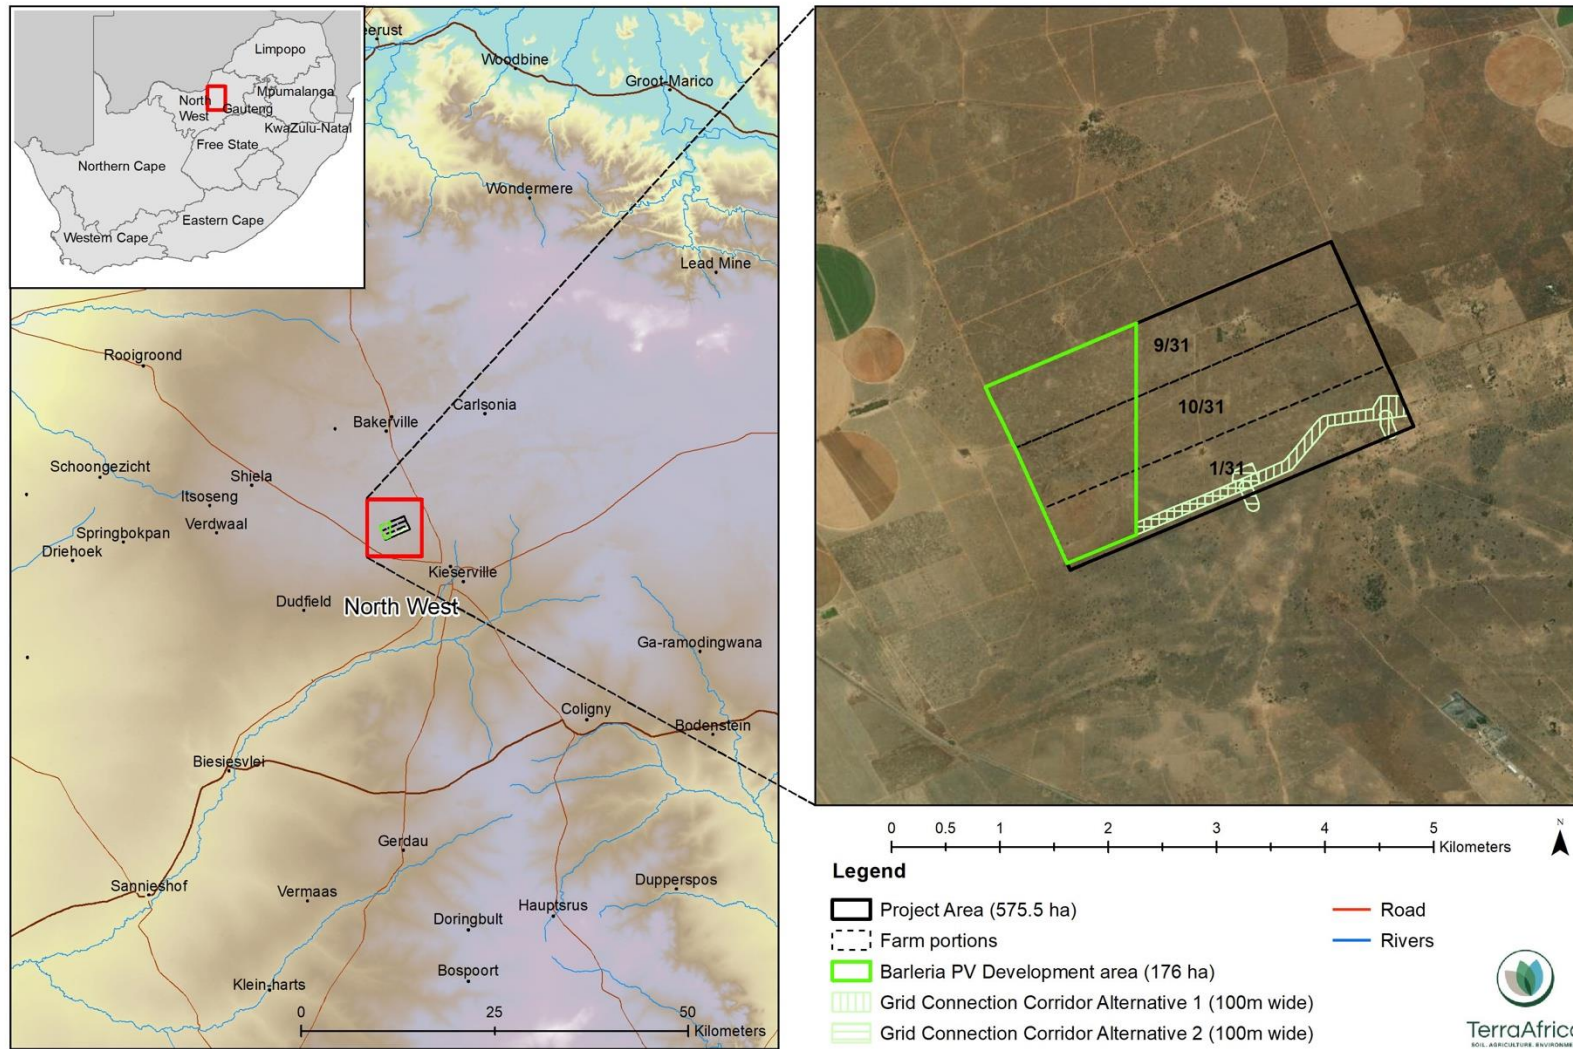 Limpopo
Mpumalanga
North
West
Gauteng
KwaZulu-Natal
Free State
Northern Cape
Eastern Cape
Western Cape
eerust
Woodbine
Groot-Marico
Wondermere
Lead Mine
Rooigroond
Carlsonia
Bakerville
Schoongezicht
Shiela
Itsoseng
Verdwaal
Springbokpan
Driehoek
Kieserville
Dudfield
North West
Ga-ramodingwana
Coligny
Bodenstein
Biesiesvlei
Gerdau
Dupperspos
Sannieshof
Vermaas
Hauptsrus
Doringbult
Bospoort
Klein-harts
0 25 50
Kilometers
9/31
10/31
1/31
0 0.5 1 2 3 4 5
Kilometers
N
Legend
Project Area (575.5 ha)
Farm portions
Barleria PV Development area (176 ha)
Grid Connection Corridor Alternative 1 (100m wide)
Grid Connection Corridor Alternative 2 (100m wide)
Road
Rivers
TerraAfrica
SOIL. AGRICULTURE. ENVIRONME